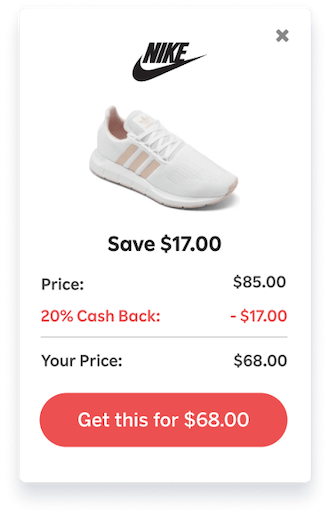 NIKE
Save $17.00
Price: $85.00
20% Cash Back: - $17.00
Your Price: $68.00
Get this for $68.00